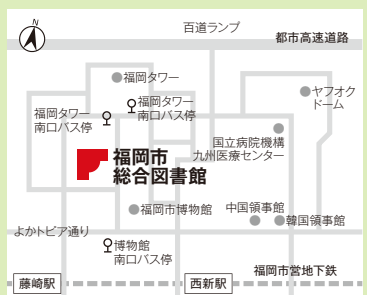 N
百道ランプ
都市高速道路
福岡タワー
福岡タワー
南口バス停
福岡タワー
南口バス停
ヤフオク
ドーム
国立病院機構
九州医療センター
福岡市
総合図書館
福岡市博物館
中国領事館
韓国領事館
よかトピア通り
博物館
南口バス停
福岡市営地下鉄
藤崎駅
西新駅